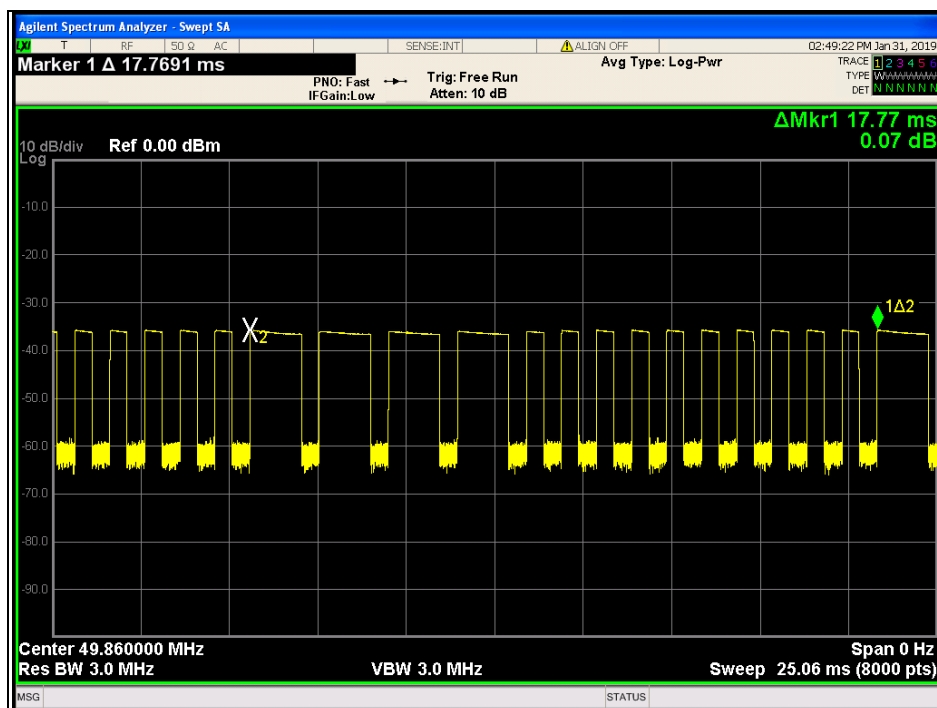 Agilent Spectrum Analyzer - Swept SA
LXI T RF 50 Ω AC SENSE:INT ALIGN OFF 02:49:22 PM Jan 31, 2019
Marker 1 Δ 17.7691 ms
PNO: Fast
IFGain:Low
Trig: Free Run
Atten: 10 dB
Avg Type: Log-Pwr
TRACE 1 2 3 4 5 6
TYPE WWWWWW
DET N N N N N N
ΔMkr1 17.77 ms
0.07 dB
10 dB/div
Log
Ref 0.00 dBm
-10.0
-20.0
-30.0
-40.0
-50.0
-60.0
-70.0
-80.0
-90.0
X2
1Δ2
Center 49.860000 MHz
Res BW 3.0 MHz
VBW 3.0 MHz
Span 0 Hz
Sweep 25.06 ms (8000 pts)
MSG
STATUS